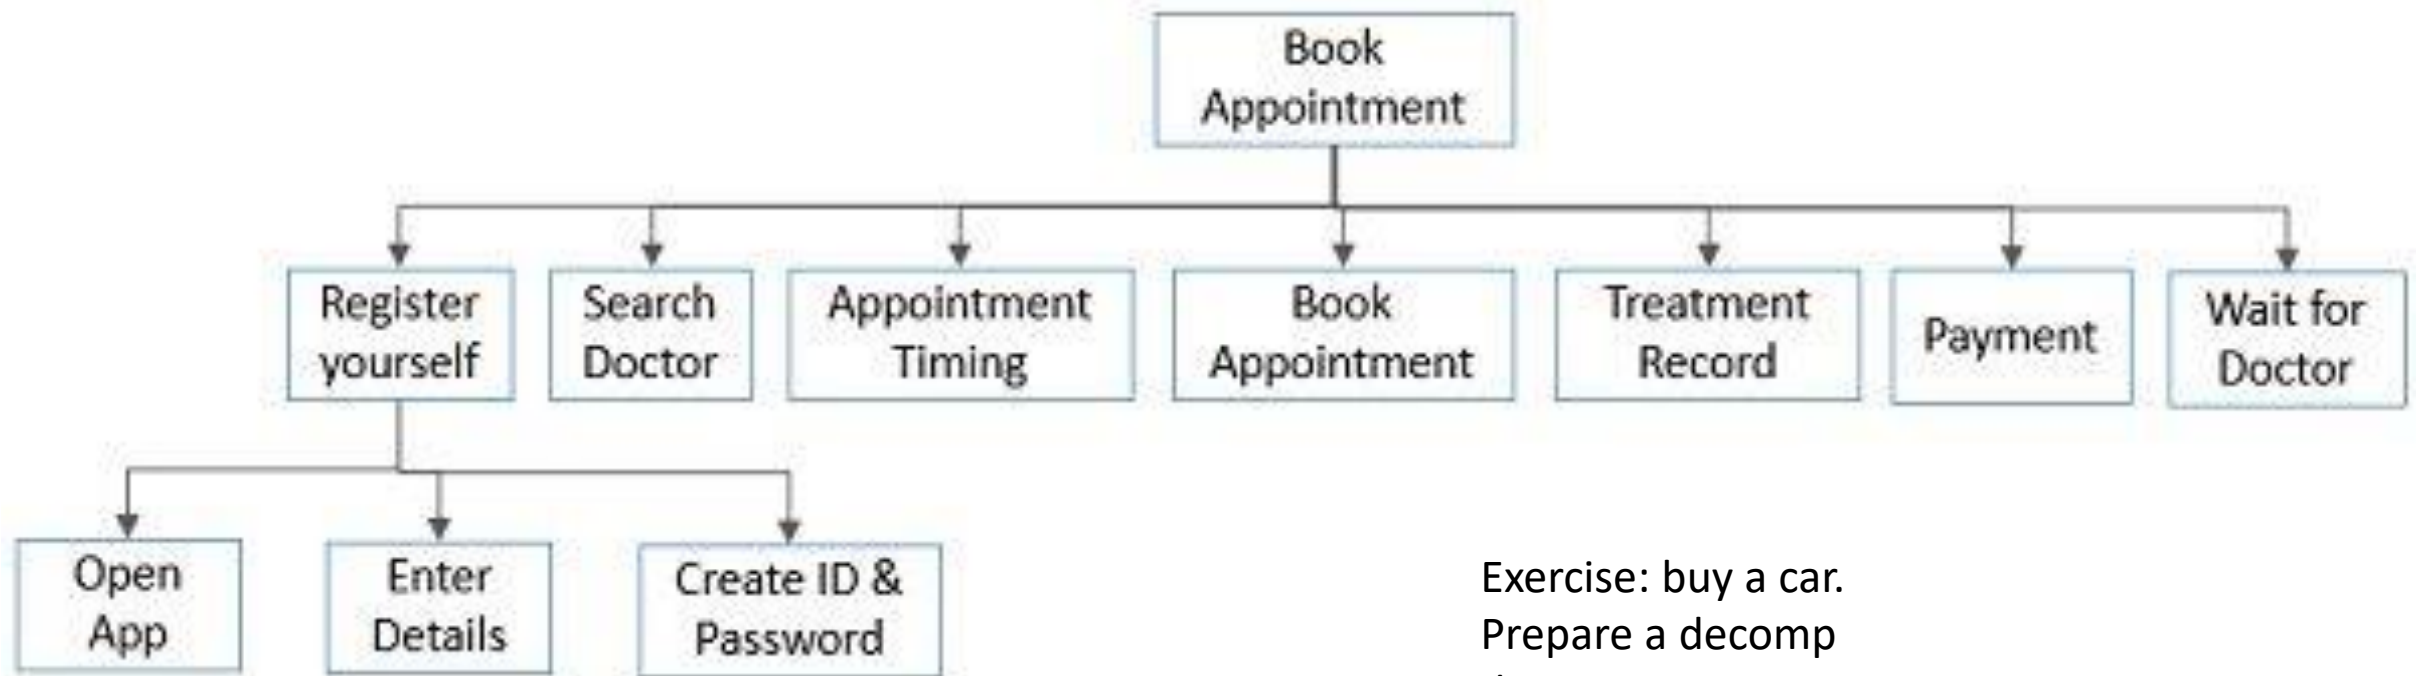 Book
Appointment
Register
yourself
Search
Doctor
Appointment
Timing
Book
Appointment
Treatment
Record
Payment
Wait for
Doctor
Open
App
Enter
Details
Create ID &
Password
Exercise: buy a car.
Prepare a decomp